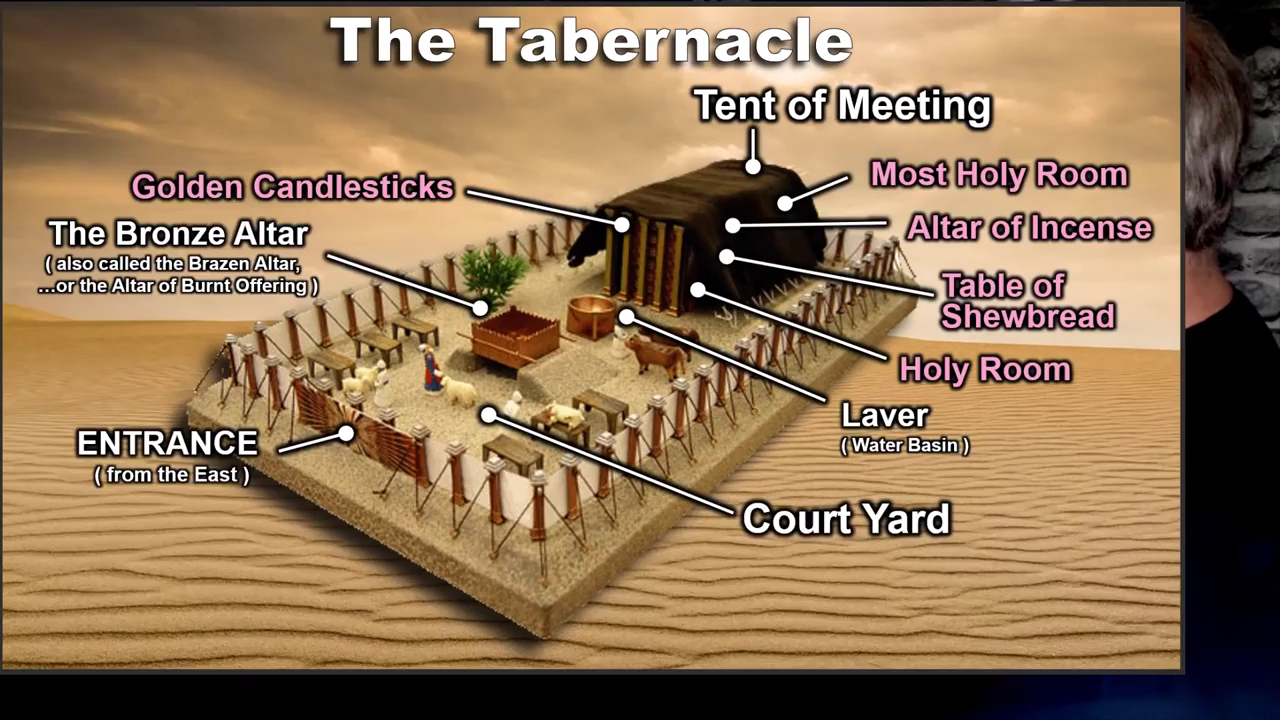 The Tabernacle
Tent of Meeting
Most Holy Room
Golden Candlesticks
Altar of Incense
The Bronze Altar
( also called the Brazen Altar,
...or the Altar of Burnt Offering )
Table of
Shewbread
Holy Room
Laver
( Water Basin )
ENTRANCE
( from the East )
Court Yard